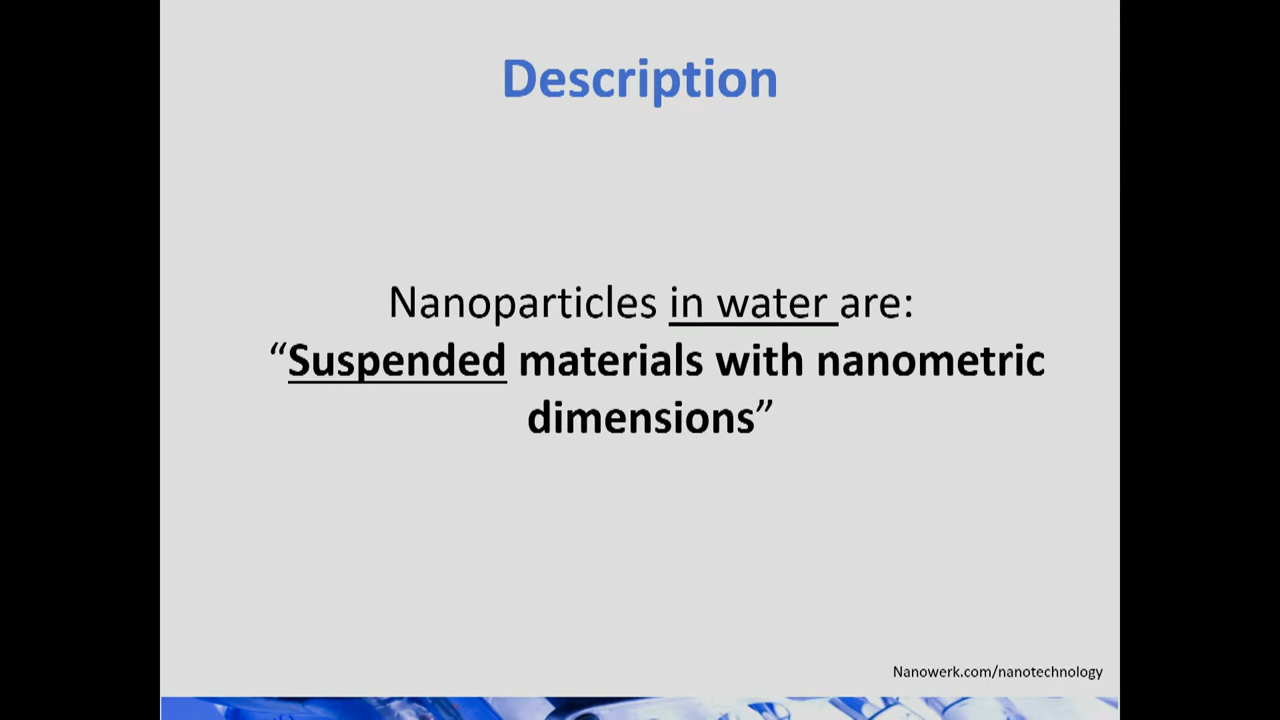 Description
Nanoparticles in water are:
“Suspended materials with nanometric
dimensions”
Nanowerk.com/nanotechnology